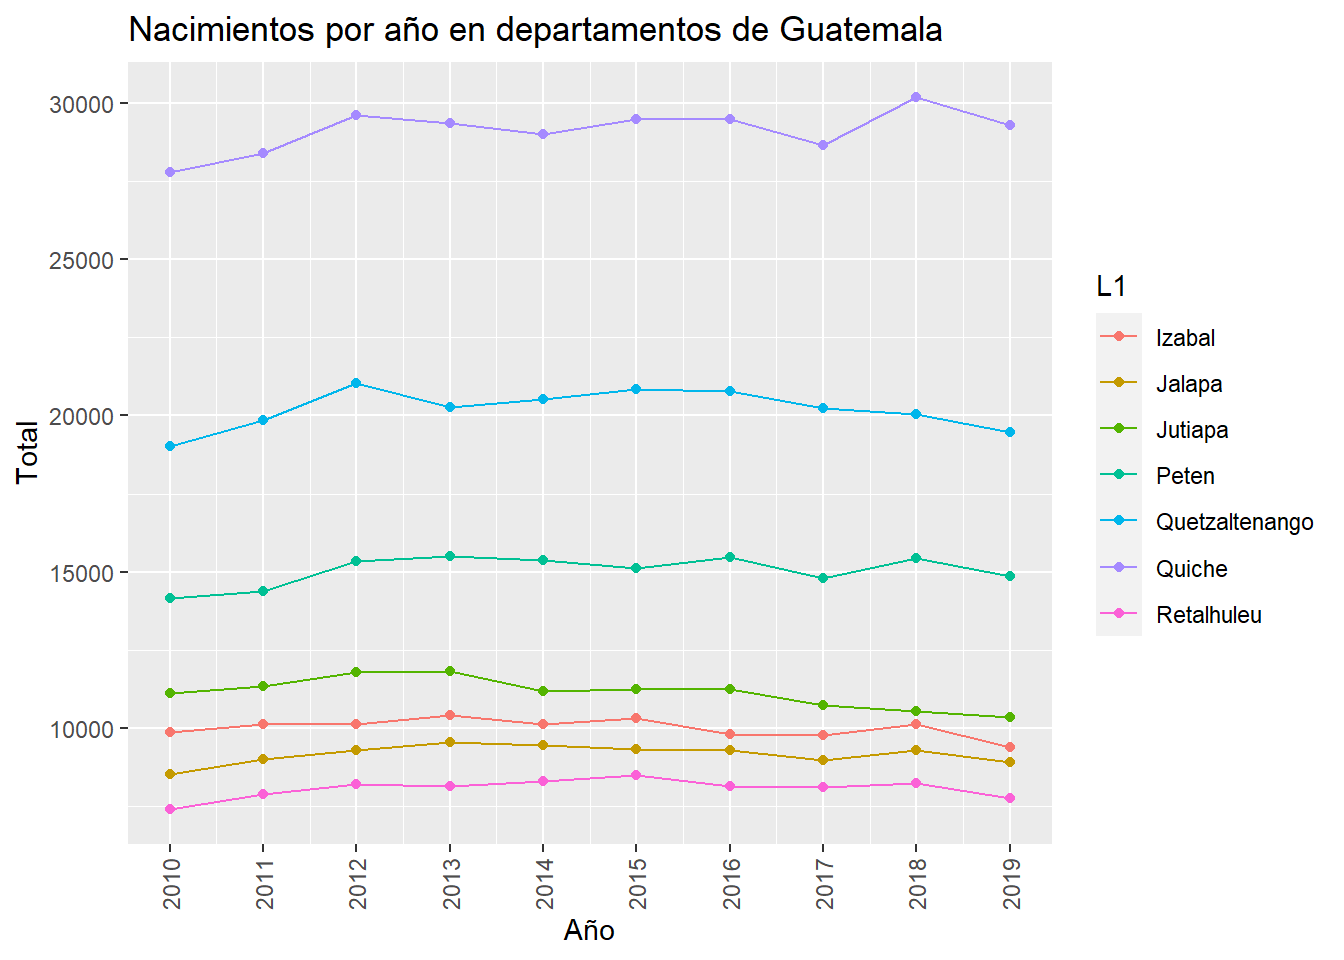 Nacimientos por año en departamentos de Guatemala
Total
30000
25000
20000
15000
10000
2010
2011
2012
2013
2014
2015
2016
2017
2018
2019
Año
L1
Izabal
Jalapa
Jutiapa
Peten
Quetzaltenango
Quiche
Retalhuleu